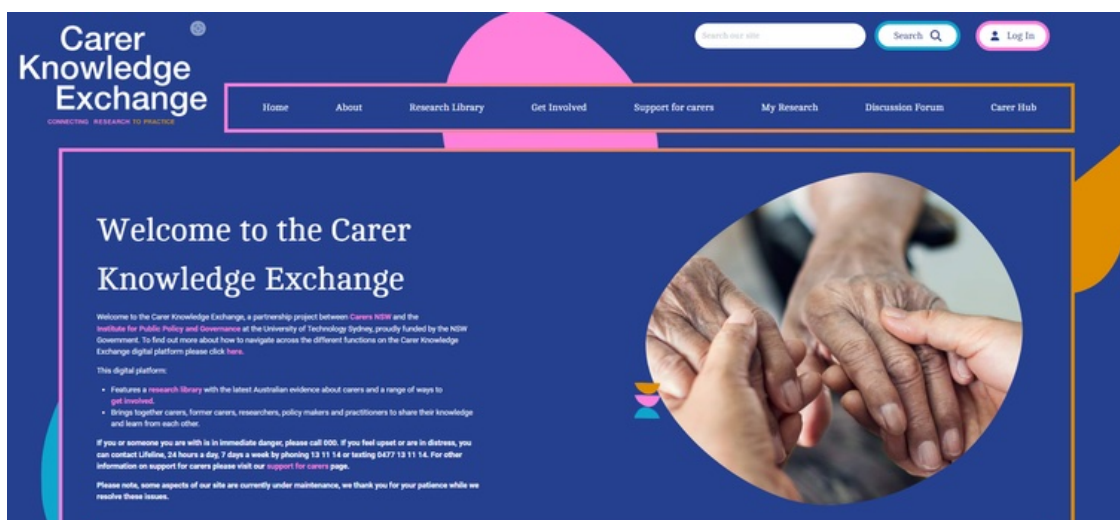 Carer
Knowledge
Exchange
CONNECTING RESEARCH TO PRACTICE
Search our site
Search
Log In
Home About Research Library Get Involved Support for carers My Research Discussion Forum Carer Hub
Welcome to the Carer
Knowledge Exchange
Welcome to the Carer Knowledge Exchange, a partnership project between Carers NSW and the
Institute for Public Policy and Governance at the University of Technology Sydney, proudly funded by the NSW
Government. To find out more about how to navigate across the different functions on the Carer Knowledge
Exchange digital platform please click here.
This digital platform:
• Features a research library with the latest Australian evidence about carers and a range of ways to
get involved.
• Brings together carers, former carers, researchers, policy makers and practitioners to share their knowledge
and learn from each other.
If you or someone you are with is in immediate danger, please call 000. If you feel upset or are in distress, you
can contact Lifeline, 24 hours a day, 7 days a week by phoning 13 11 14 or texting 0477 13 11 14. For other
information on support for carers please visit our support for carers page.
Please note, some aspects of our site are currently under maintenance, we thank you for your patience while we
resolve these issues.